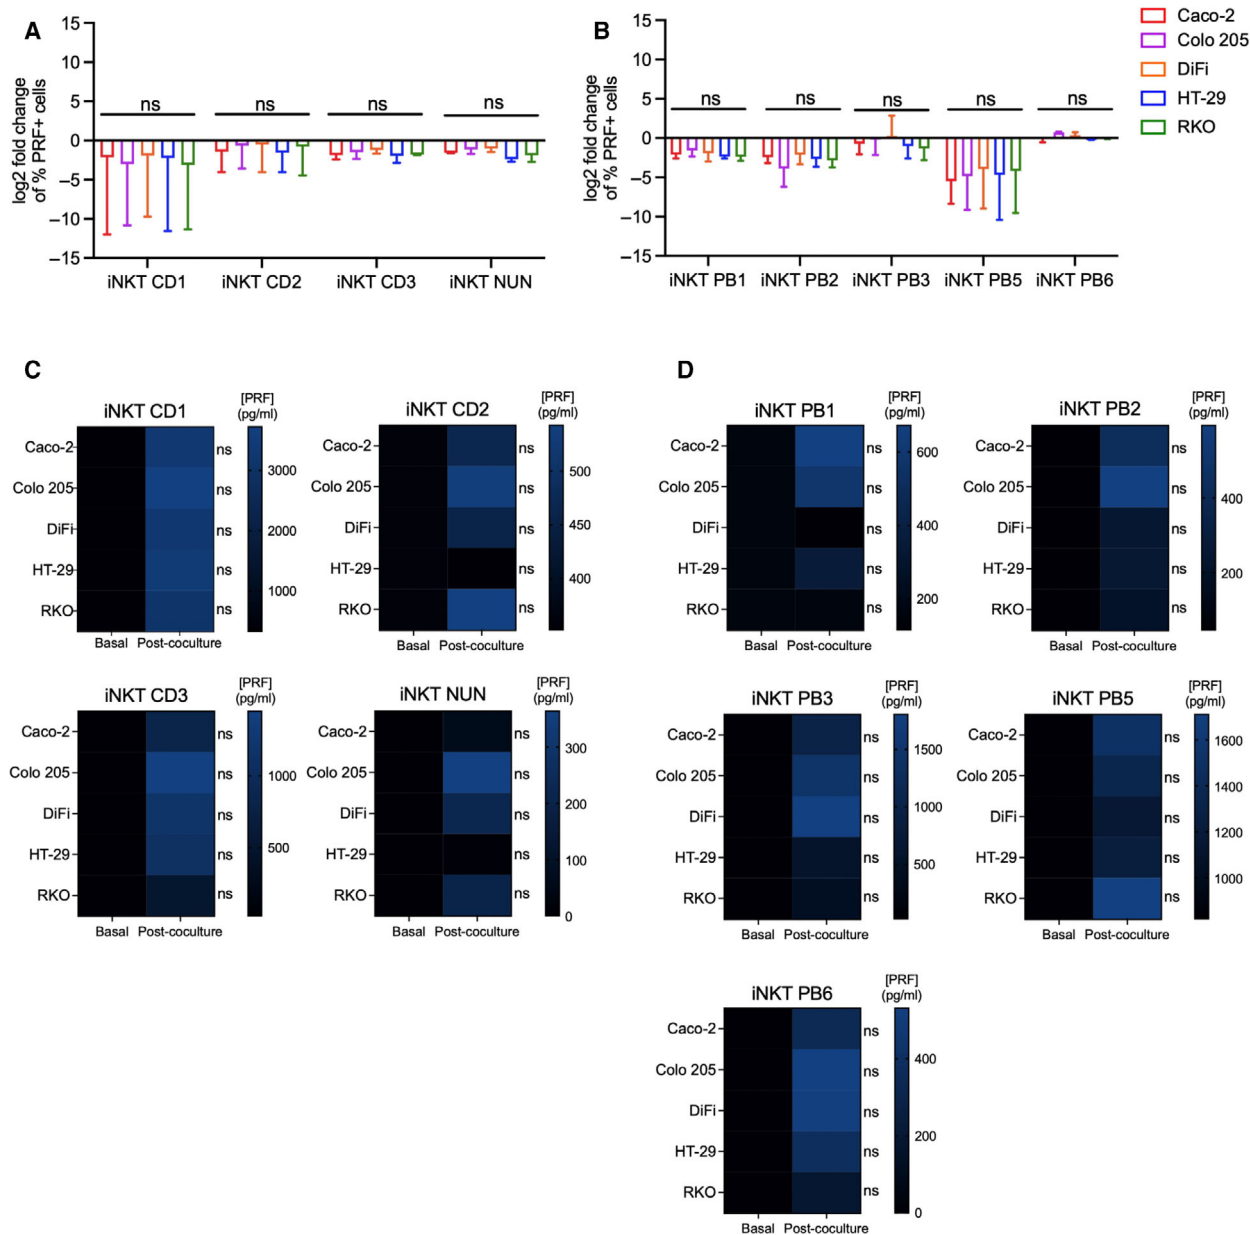 A
15
10
5
0
–5
–10
–15
log2 fold change
of % PRF+ cells
ns
ns
ns
ns
iNKT CD1
iNKT CD2
iNKT CD3
iNKT NUN
B
15
10
5
0
–5
–10
–15
log2 fold change
of % PRF+ cells
ns
ns
ns
ns
ns
iNKT PB1
iNKT PB2
iNKT PB3
iNKT PB5
iNKT PB6
Caco-2
Colo 205
DiFi
HT-29
RKO
C
iNKT CD1
[PRF]
(pg/ml)
Caco-2
ns
Colo 205
ns
DiFi
ns
HT-29
ns
RKO
ns
3000
2000
1000
Basal
Post-coculture
iNKT CD2
[PRF]
(pg/ml)
Caco-2
ns
Colo 205
ns
DiFi
ns
HT-29
ns
RKO
ns
500
450
400
Basal
Post-coculture
iNKT CD3
[PRF]
(pg/ml)
Caco-2
ns
Colo 205
ns
DiFi
ns
HT-29
ns
RKO
ns
1000
500
Basal
Post-coculture
iNKT NUN
[PRF]
(pg/ml)
Caco-2
ns
Colo 205
ns
DiFi
ns
HT-29
ns
RKO
ns
300
200
100
0
Basal
Post-coculture
D
iNKT PB1
[PRF]
(pg/ml)
Caco-2
ns
Colo 205
ns
DiFi
ns
HT-29
ns
RKO
ns
600
400
200
Basal
Post-coculture
iNKT PB2
[PRF]
(pg/ml)
Caco-2
ns
Colo 205
ns
DiFi
ns
HT-29
ns
RKO
ns
400
200
Basal
Post-coculture
iNKT PB3
[PRF]
(pg/ml)
Caco-2
ns
Colo 205
ns
DiFi
ns
HT-29
ns
RKO
ns
1500
1000
500
Basal
Post-coculture
iNKT PB5
[PRF]
(pg/ml)
Caco-2
ns
Colo 205
ns
DiFi
ns
HT-29
ns
RKO
ns
1600
1400
1200
1000
Basal
Post-coculture
iNKT PB6
[PRF]
(pg/ml)
Caco-2
ns
Colo 205
ns
DiFi
ns
HT-29
ns
RKO
ns
400
200
0
Basal
Post-coculture